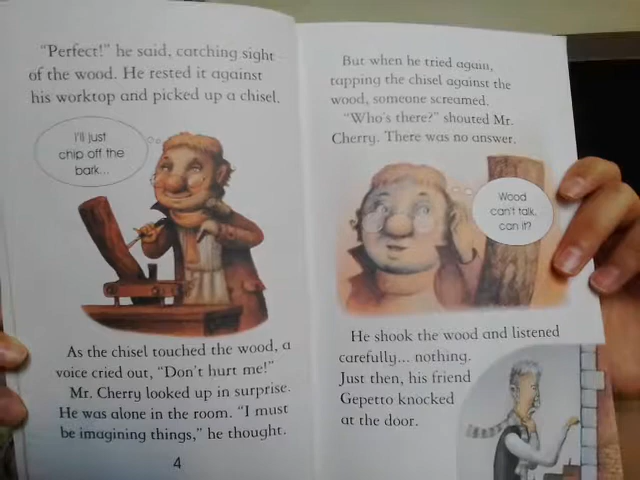 "Perfect!" he said, catching sight
of the wood. He rested it against
his worktop and picked up a chisel.
I'll just
chip off the
bark...
As the chisel touched the wood, a
voice cried out, "Don't hurt me!"
Mr. Cherry looked up in surprise.
He was alone in the room. "I must
be imagining things," he thought.
4
But when he tried again,
tapping the chisel against the
wood, someone screamed.
"Who's there?" shouted Mr.
Cherry. There was no answer.
Wood
can't talk,
can it?
He shook the wood and listened
carefully... nothing.
Just then, his friend
Gepetto knocked
at the door.